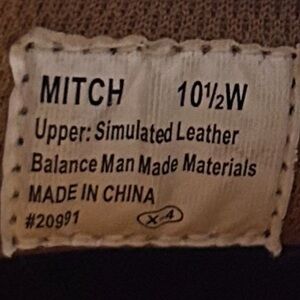 MITCH 10½W
Upper: Simulated Leather
Balance Man Made Materials
MADE IN CHINA
#20991 X-4